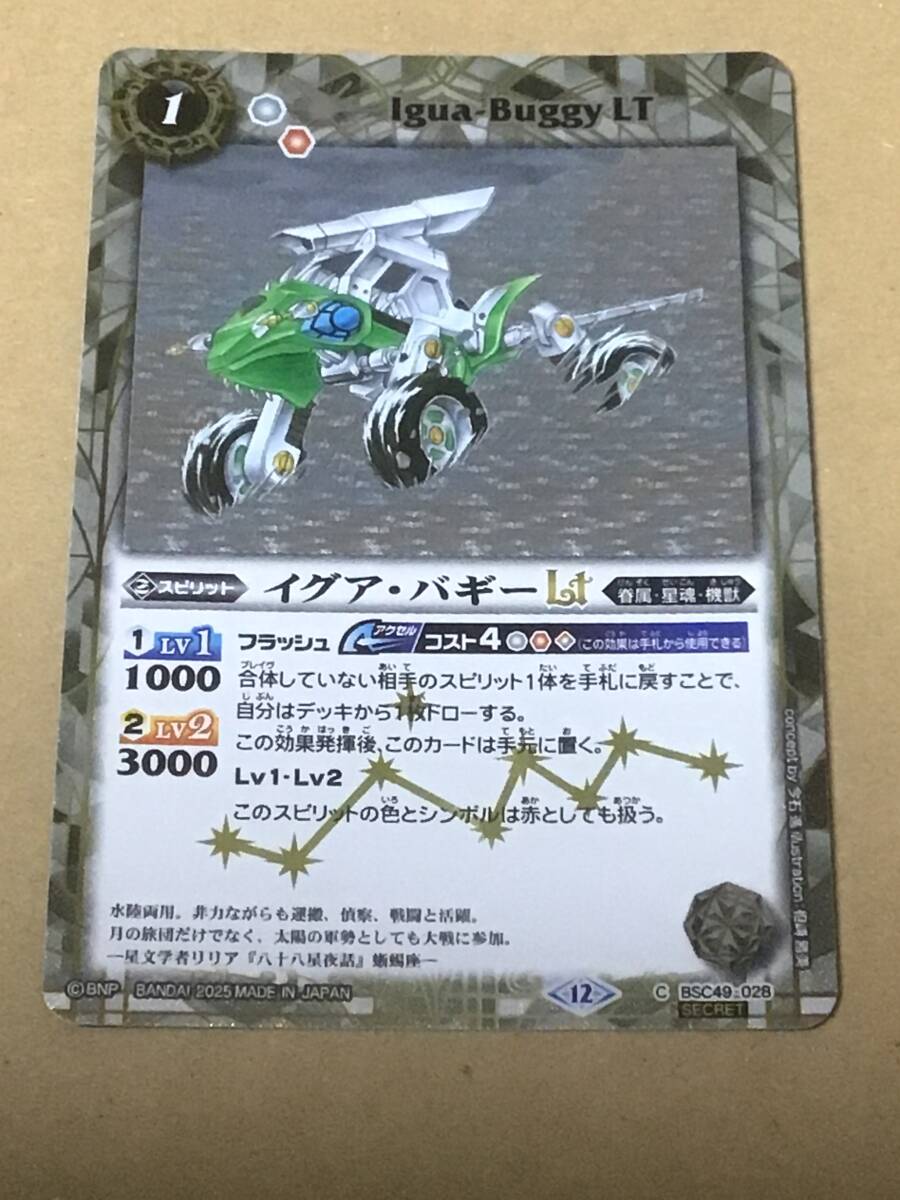 1
Igua-Buggy LT
スピリット
イグア・バギーLt
眷属・星魂・機獣
1 LV1
1000
2 LV2
3000
フラッシュ アクセル コスト4 (この効果は手札から使用できる)
合体していない相手のスピリット1体を手札に戻すことで、
自分はデッキから1枚ドローする。
この効果発揮後、このカードは手元に置く。
Lv1・Lv2
このスピリットの色とシンボルは赤としても扱う。
水陸両用。非力ながらも運搬、偵察、戦闘と活躍。
月の旅団だけでなく、太陽の軍勢としても大戦に参加。
—星文学者リリア『八十八星夜話』蜥蜴座—
concept by 今石 進 illustration:
©BNP BANDAI 2025 MADE IN JAPAN
12
C BSC49-028
SECRET